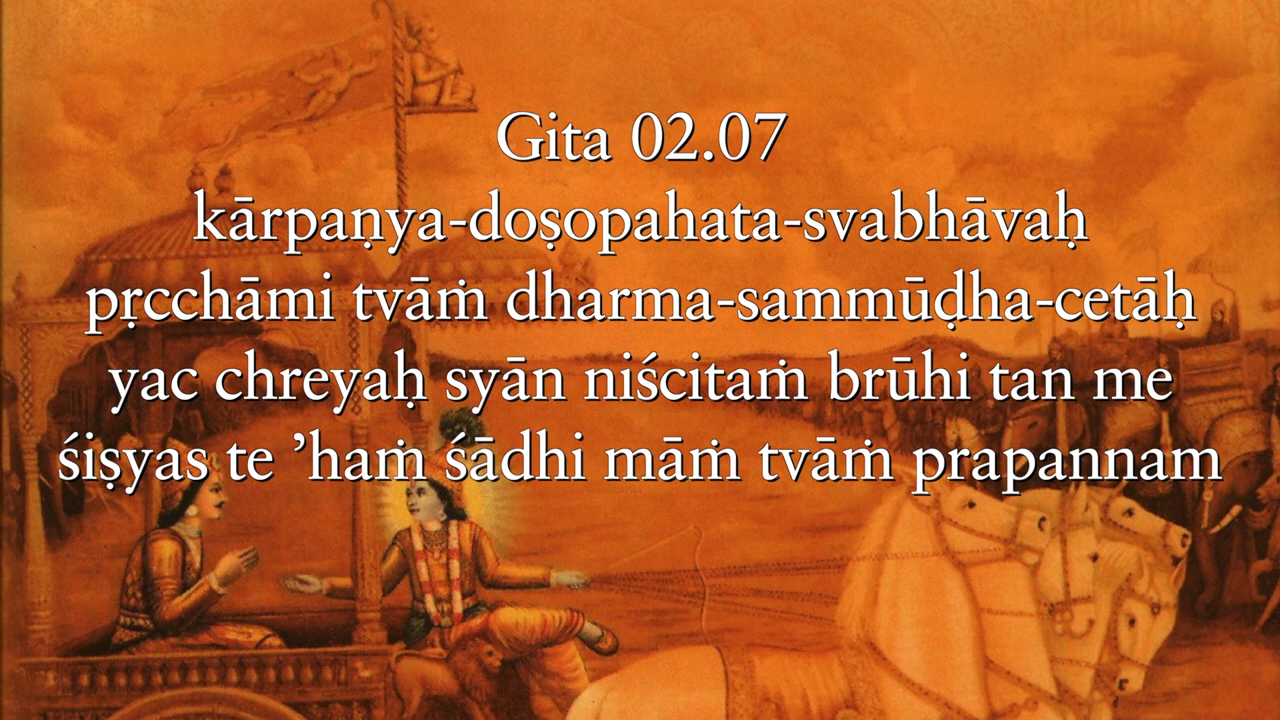 Gita 02.07
kārpaṇya-doṣopahata-svabhāvaḥ
pṛcchāmi tvāṁ dharma-sammūḍha-cetāḥ
yac chreyaḥ syān niścitaṁ brūhi tan me
śiṣyas te ’haṁ śādhi māṁ tvāṁ prapannam